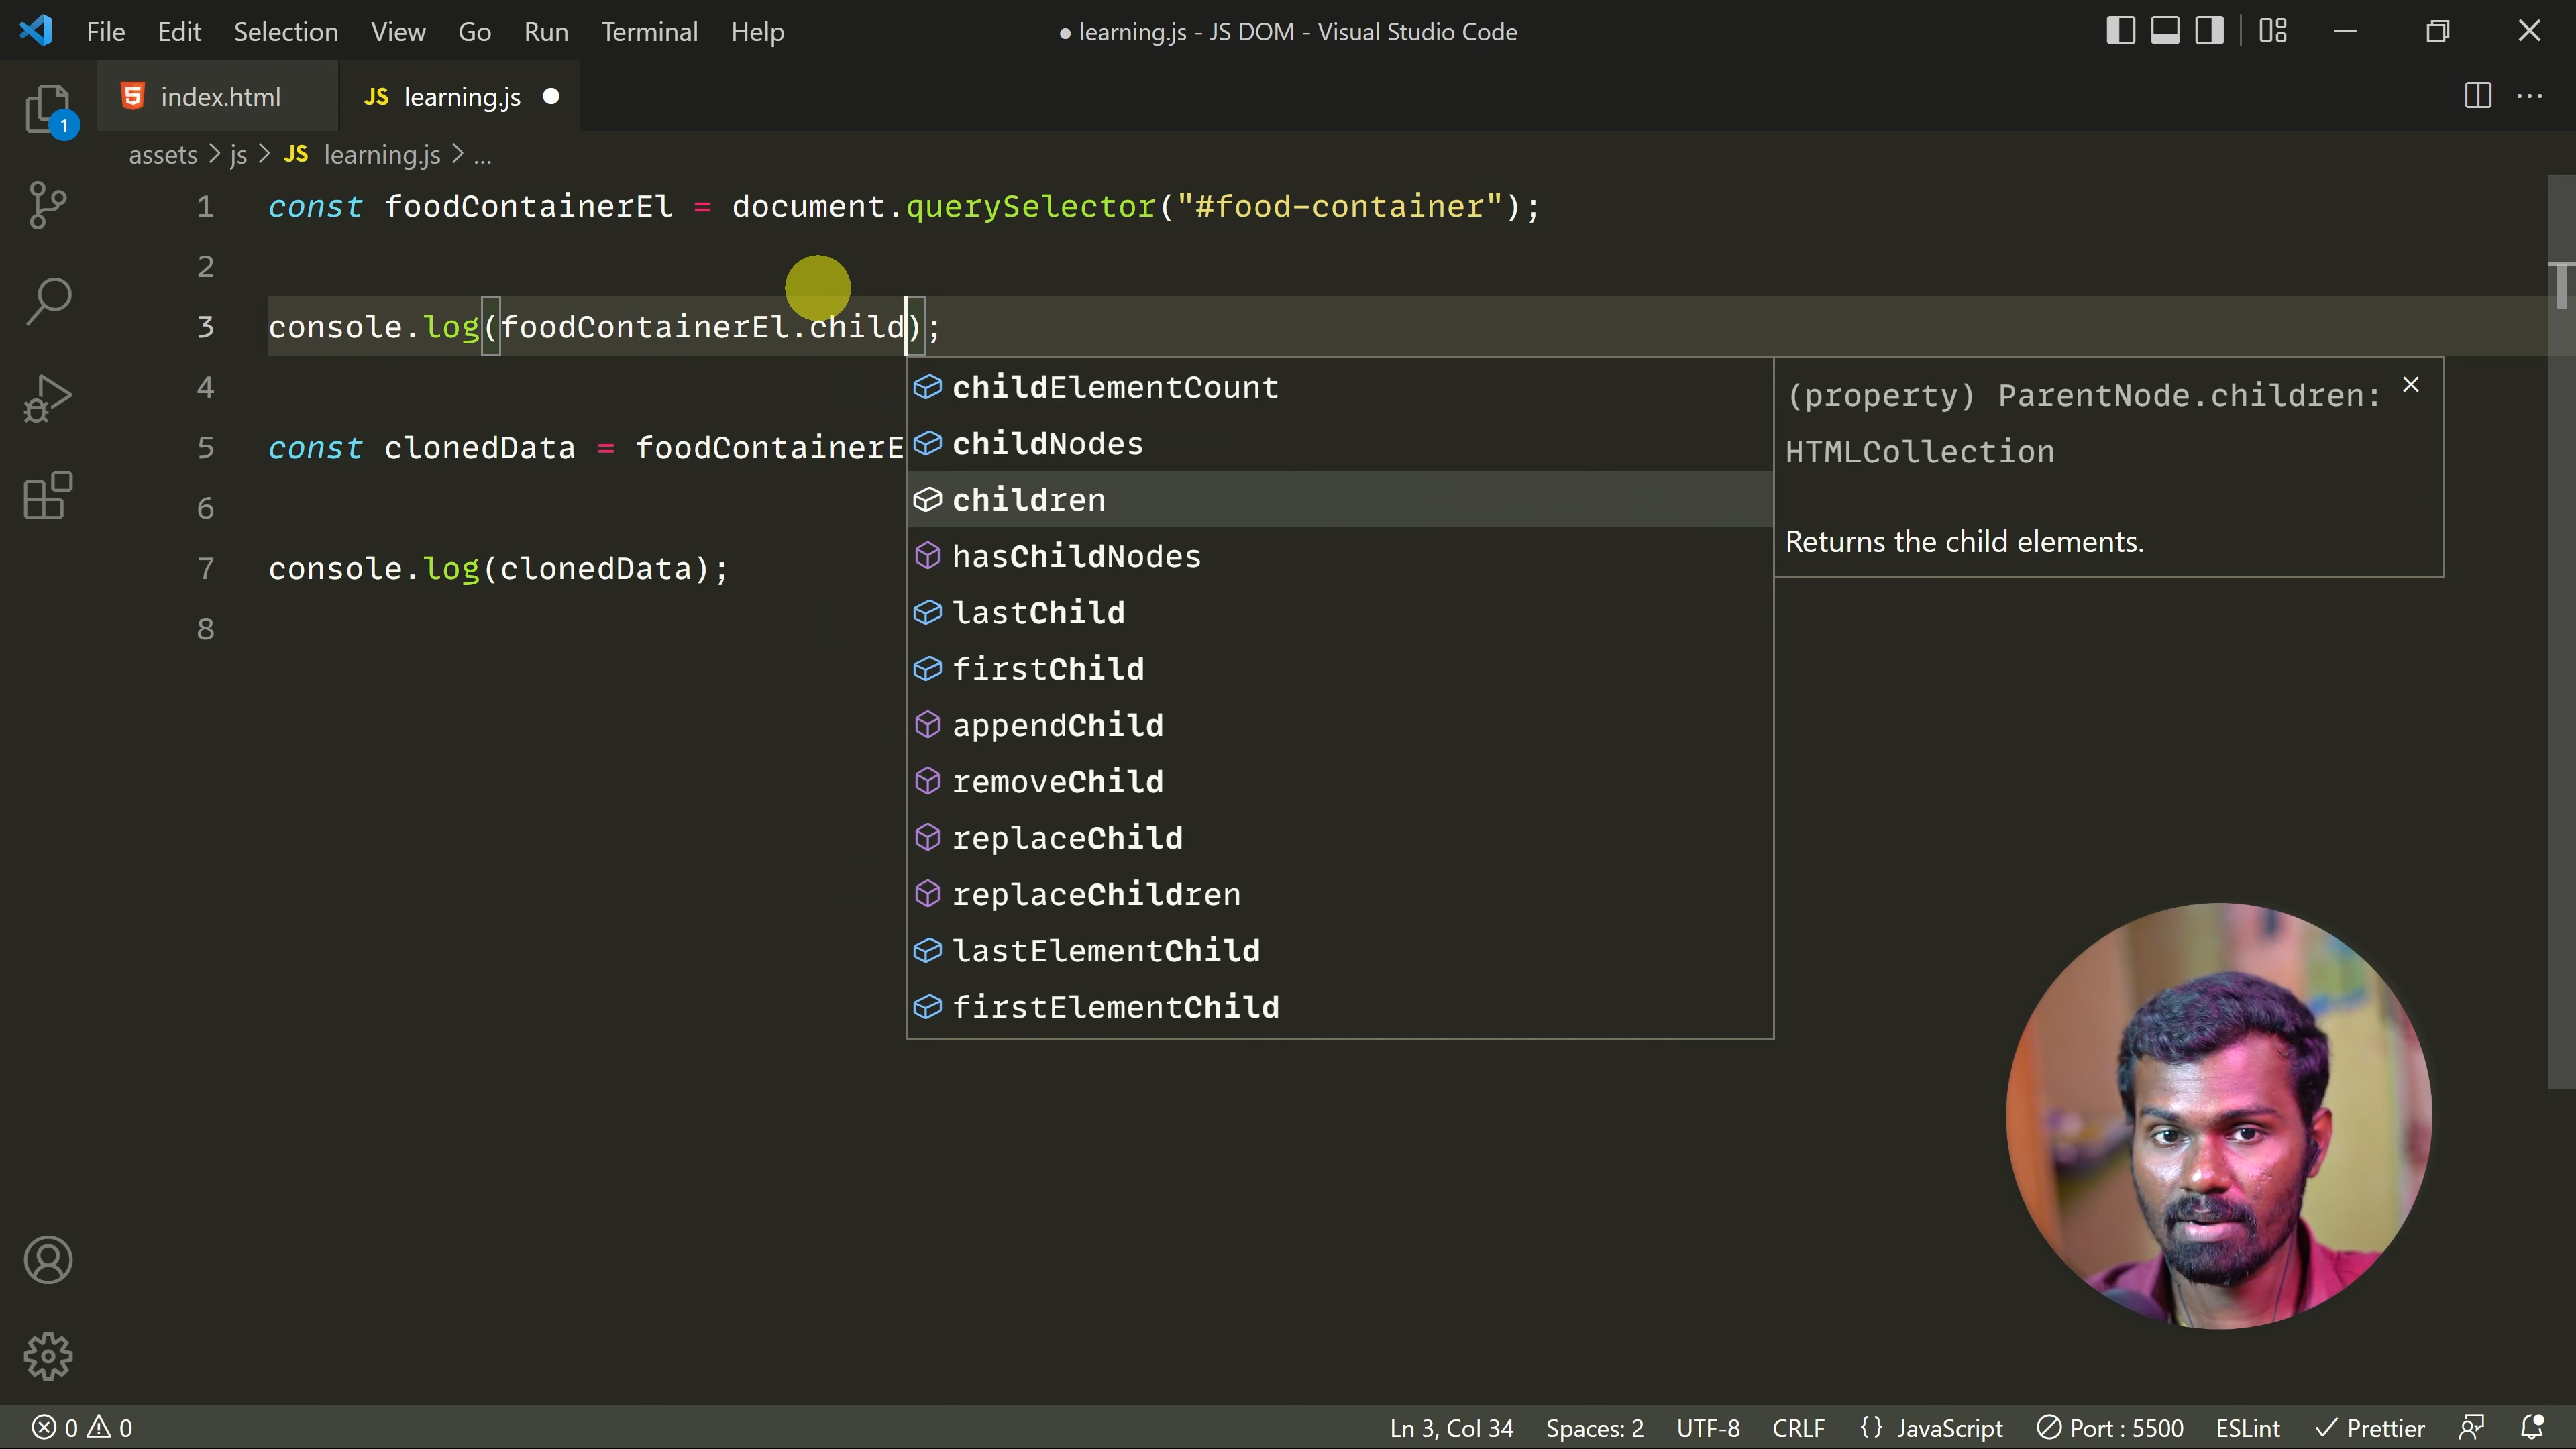 File Edit Selection View Go Run Terminal Help
● learning.js - JS DOM - Visual Studio Code
1
index.html
JS learning.js ●
assets > js > JS learning.js > ...
1 const foodContainerEl = document.querySelector("#food-container");
2
3 console.log(foodContainerEl.child);
4
5 const clonedData = foodContainerE
6
7 console.log(clonedData);
8
childElementCount
childNodes
children
hasChildNodes
lastChild
firstChild
appendChild
removeChild
replaceChild
replaceChildren
lastElementChild
firstElementChild
(property) ParentNode.children:
HTMLCollection
Returns the child elements.
0 0 Ln 3, Col 34 Spaces: 2 UTF-8 CRLF {} JavaScript Port : 5500 ESLint Prettier